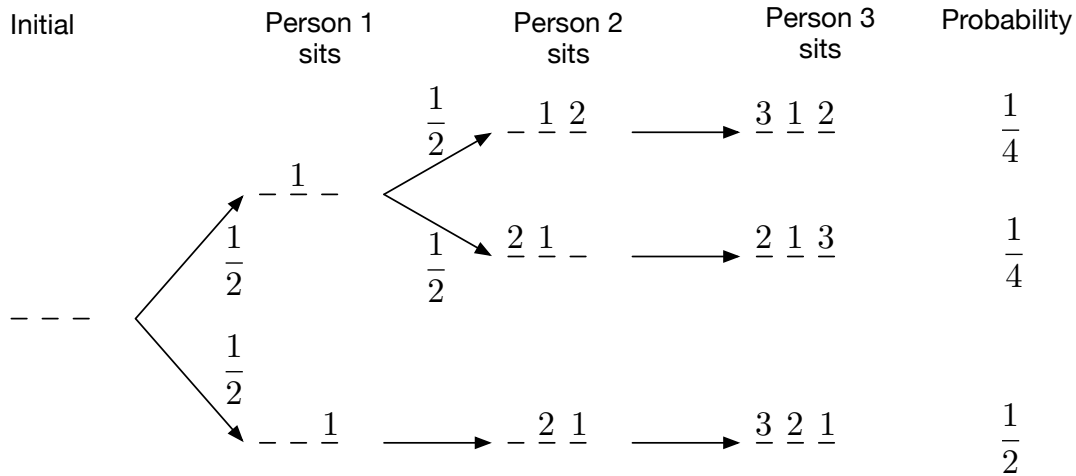 Initial Person 1 sits Person 2 sits Person 3 sits Probability
1/2 _ 1 2 3 1 2 1/4
_ 1 _
1/2 1/2 2 1 _ 2 1 3 1/4
_ _ _
1/2
_ _ 1 _ 2 1 3 2 1 1/2